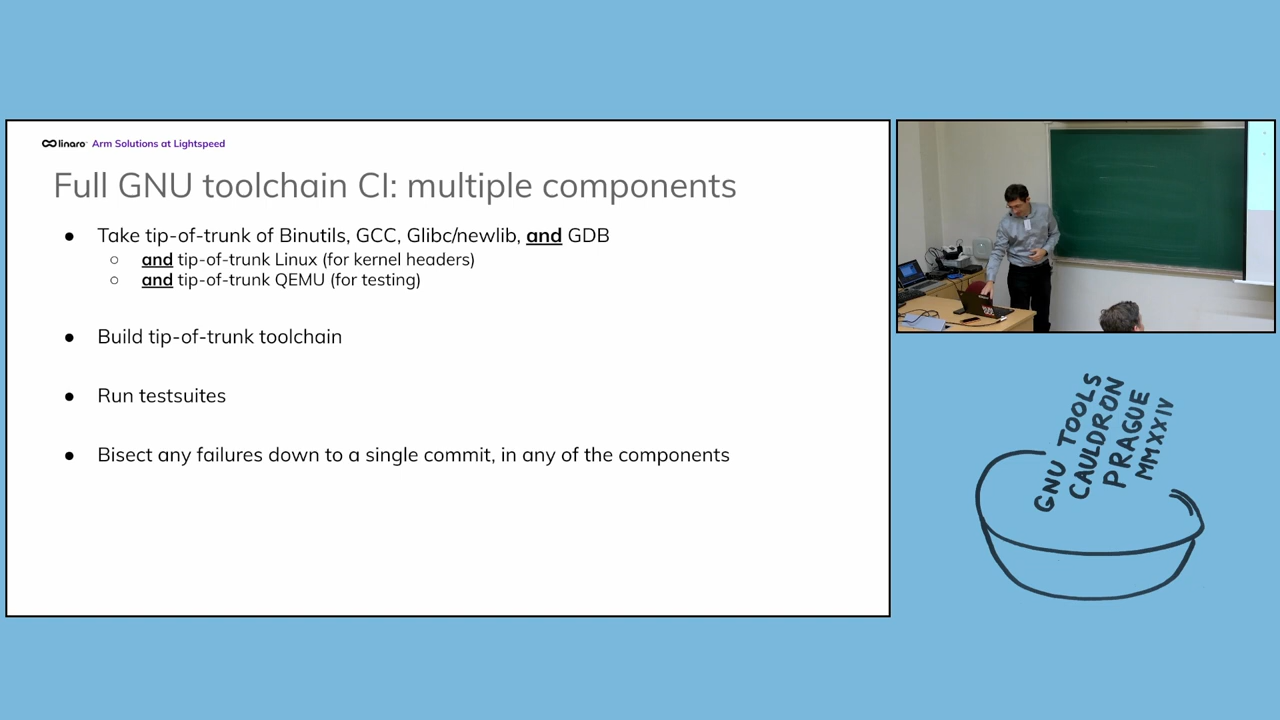 linaro Arm Solutions at Lightspeed
Full GNU toolchain CI: multiple components
● Take tip-of-trunk of Binutils, GCC, Glibc/newlib, and GDB
○ and tip-of-trunk Linux (for kernel headers)
○ and tip-of-trunk QEMU (for testing)
● Build tip-of-trunk toolchain
● Run testsuites
● Bisect any failures down to a single commit, in any of the components
GNU TOOLS
CAULDRON
PRAGUE
MMXXIV